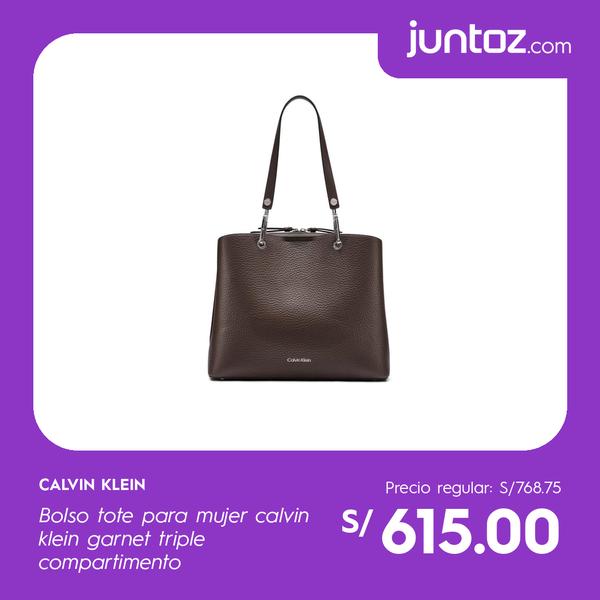 juntoz.com
Calvin Klein
CALVIN KLEIN
Bolso tote para mujer calvin
klein garnet triple
compartimento
Precio regular: S/768.75
S/ 615.00